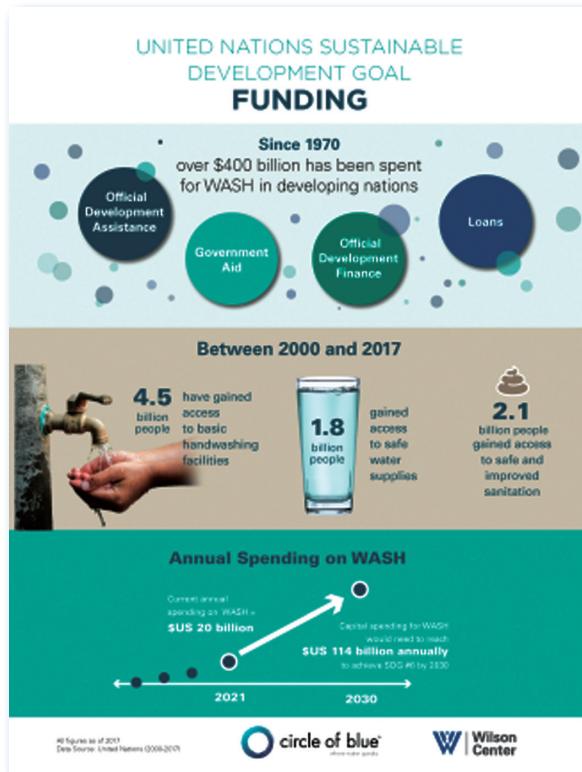 UNITED NATIONS SUSTAINABLE
DEVELOPMENT GOAL
FUNDING
Since 1970
over $400 billion has been spent
for WASH in developing nations
Official
Development
Assistance
Government
Aid
Official
Development
Finance
Loans
Between 2000 and 2017
4.5
billion
people
have gained
access
to basic
handwashing
facilities
1.8
billion
people
gained
access
to safe
water
supplies
2.1
billion people
gained access
to safe and
improved
sanitation
Annual Spending on WASH
Current annual
spending on WASH =
$US 20 billion
Capital spending for WASH
would need to reach
$US 114 billion annually
to achieve SDG #6 by 2030
2021
2030
All figures as of 2017
Data Source: United Nations (2000-2017)
circle of blue
where water speaks
Wilson
Center